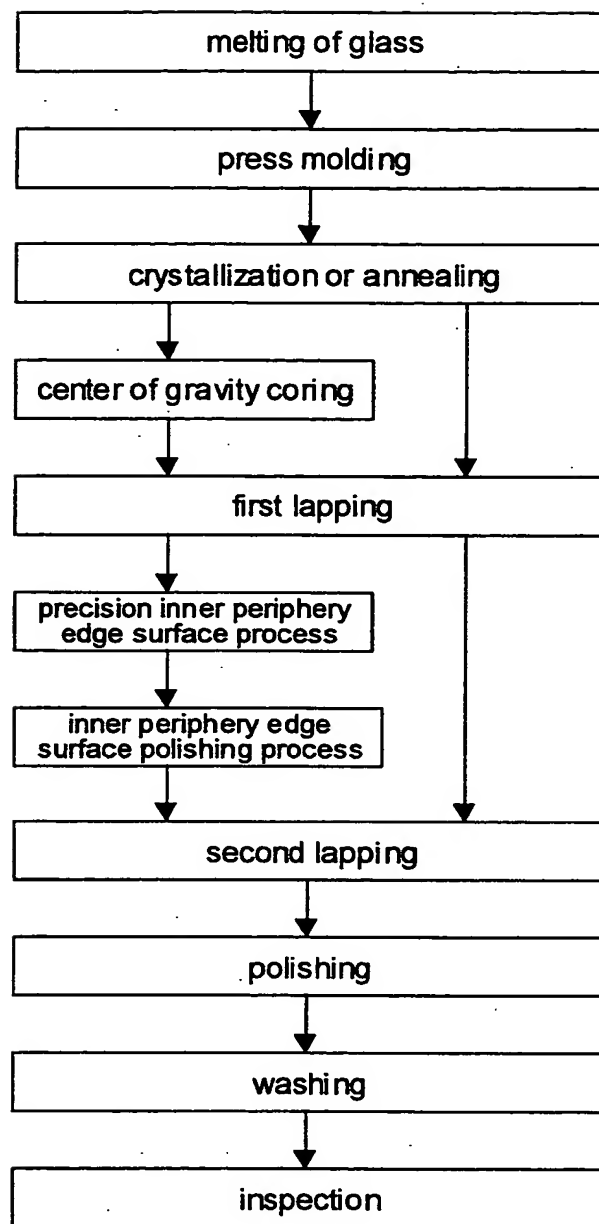 melting of glass
press molding
crystallization or annealing
center of gravity coring
first lapping
precision inner periphery
edge surface process
inner periphery edge
surface polishing process
second lapping
polishing
washing
inspection